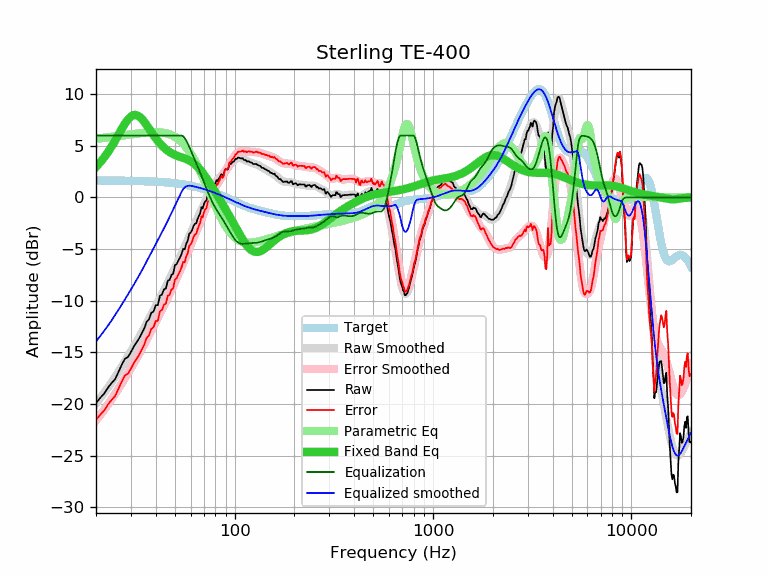 Sterling TE-400
Amplitude (dBr)
10
5
0
−5
−10
−15
−20
−25
−30
Target
Raw Smoothed
Error Smoothed
Raw
Error
Parametric Eq
Fixed Band Eq
Equalization
Equalized smoothed
100
1000
10000
Frequency (Hz)